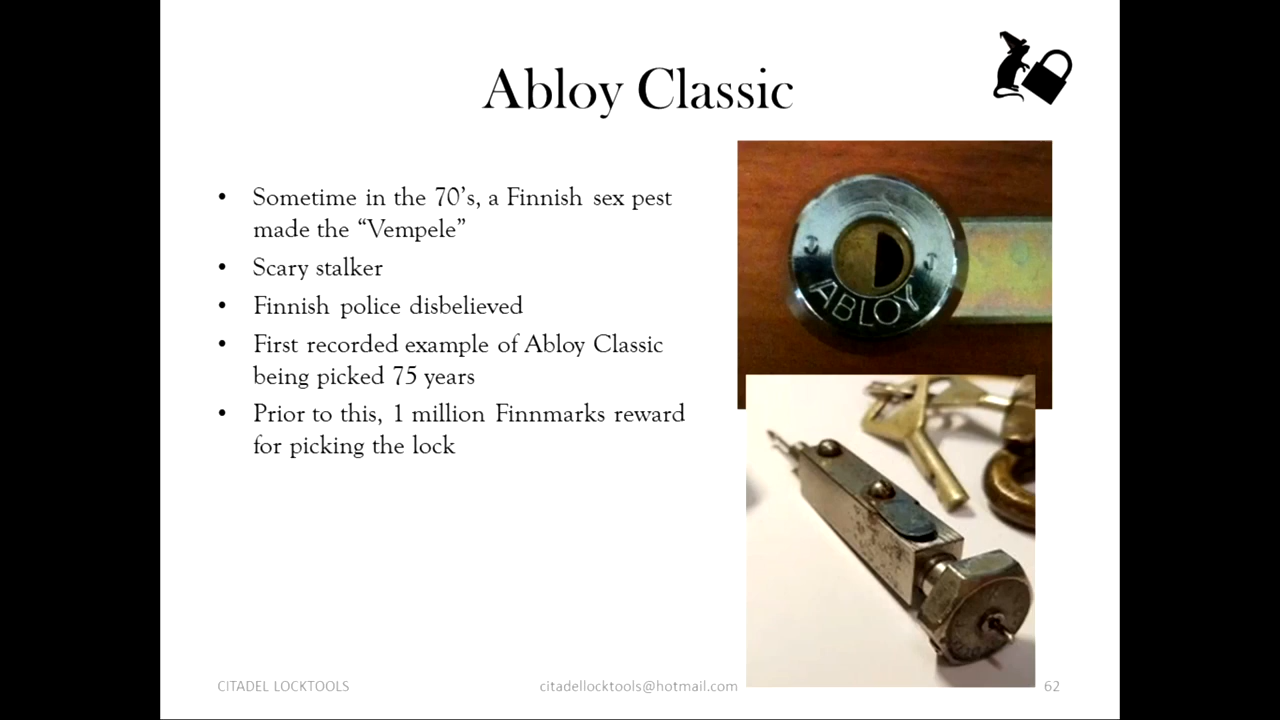 Abloy Classic
• Sometime in the 70's, a Finnish sex pest
made the “Vempele”
• Scary stalker
• Finnish police disbelieved
• First recorded example of Abloy Classic
being picked 75 years
• Prior to this, 1 million Finnmarks reward
for picking the lock
ABLOY
CITADEL LOCKTOOLS
citadellocktools@hotmail.com
62